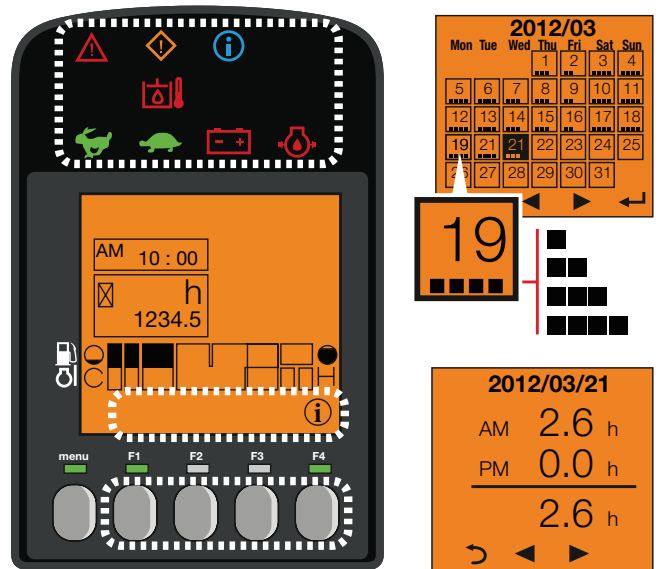 AM 10 : 00
h
1234.5
C H
i
menu F1 F2 F3 F4
2012/03
Mon Tue Wed Thu Fri Sat Sun
1 2 3 4
5 6 7 8 9 10 11
12 13 14 15 16 17 18
19 21 21 22 23 24 25
26 27 28 29 30 31
19
2012/03/21
AM 2.6 h
PM 0.0 h
2.6 h